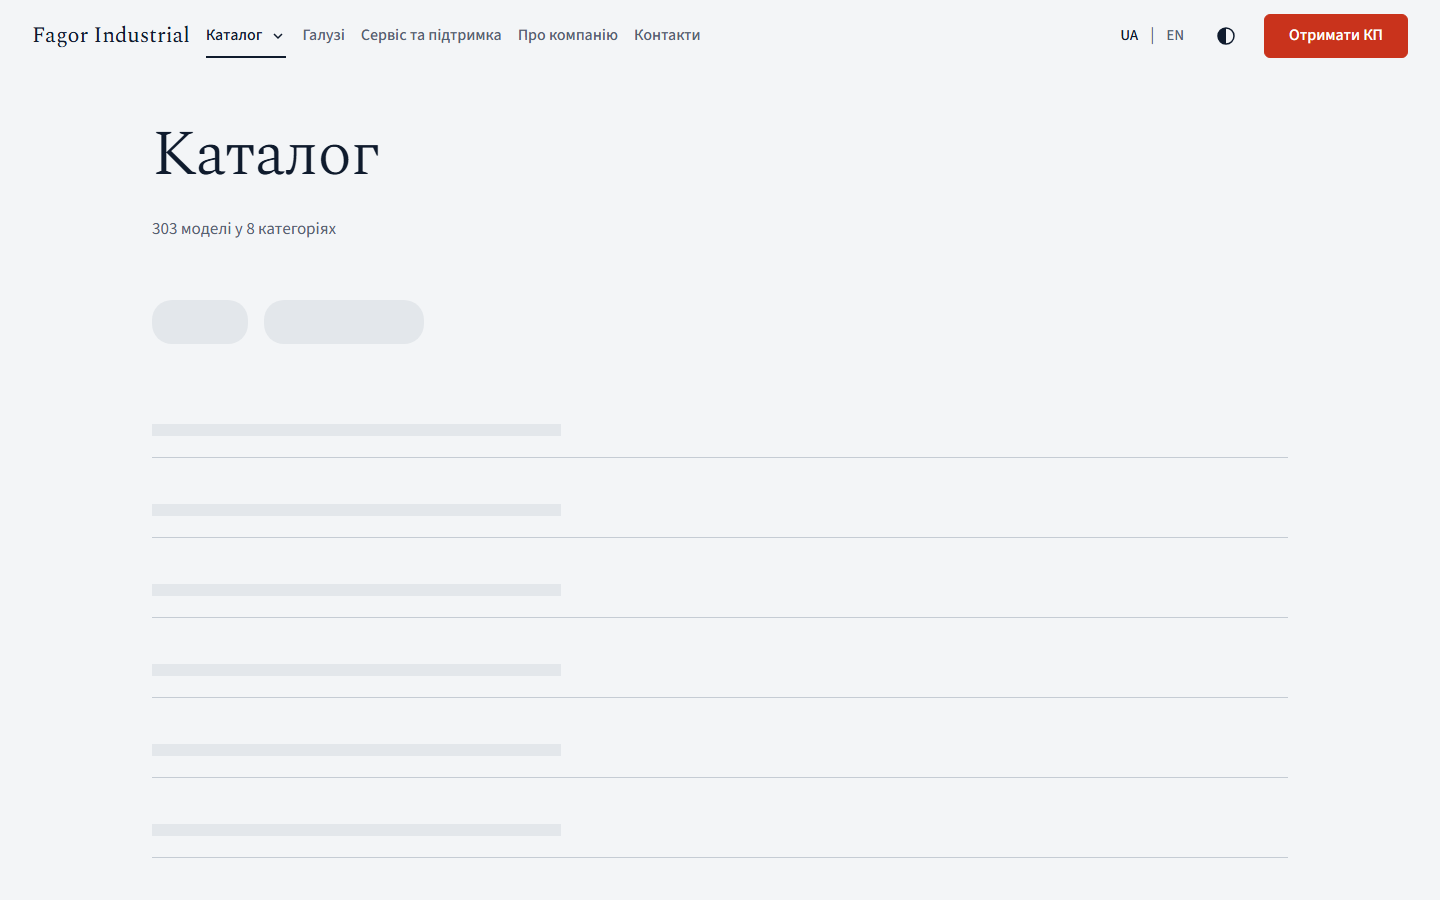 Fagor Industrial Каталог Галузі Сервіс та підтримка Про компанію Контакти UA | EN Отримати КП
Каталог
303 моделі у 8 категоріях